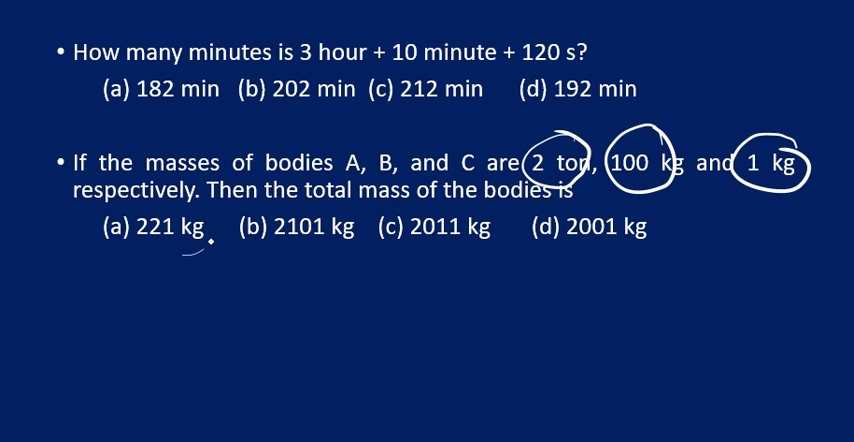 • How many minutes is 3 hour + 10 minute + 120 s?
(a) 182 min (b) 202 min (c) 212 min (d) 192 min
• If the masses of bodies A, B, and C are 2 ton, 100 kg and 1 kg
respectively. Then the total mass of the bodies is
(a) 221 kg (b) 2101 kg (c) 2011 kg (d) 2001 kg